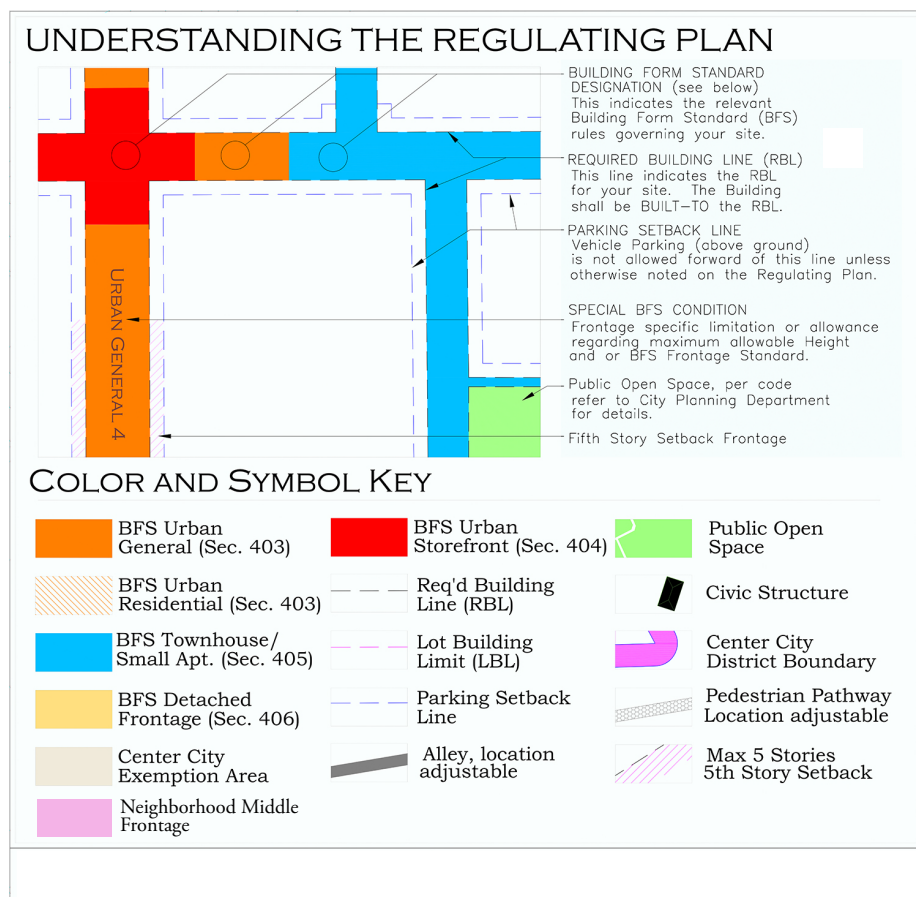 UNDERSTANDING THE REGULATING PLAN
BUILDING FORM STANDARD
DESIGNATION (see below)
This indicates the relevant
Building Form Standard (BFS)
rules governing your site.
REQUIRED BUILDING LINE (RBL)
This line indicates the RBL
for your site. The Building
shall be BUILT-TO the RBL.
PARKING SETBACK LINE
Vehicle Parking (above ground)
is not allowed forward of this line unless
otherwise noted on the Regulating Plan.
URBAN GENERAL 4
SPECIAL BFS CONDITION
Frontage specific limitation or allowance
regarding maximum allowable Height
and or BFS Frontage Standard.
Public Open Space, per code
refer to City Planning Department
for details.
Fifth Story Setback Frontage
COLOR AND SYMBOL KEY
BFS Urban
General (Sec. 403)
BFS Urban
Residential (Sec. 403)
BFS Townhouse/
Small Apt. (Sec. 405)
BFS Detached
Frontage (Sec. 406)
Center City
Exemption Area
Neighborhood Middle
Frontage
BFS Urban
Storefront (Sec. 404)
Req'd Building
Line (RBL)
Lot Building
Limit (LBL)
Parking Setback
Line
Alley, location
adjustable
Public Open
Space
Civic Structure
Center City
District Boundary
Pedestrian Pathway
Location adjustable
Max 5 Stories
5th Story Setback